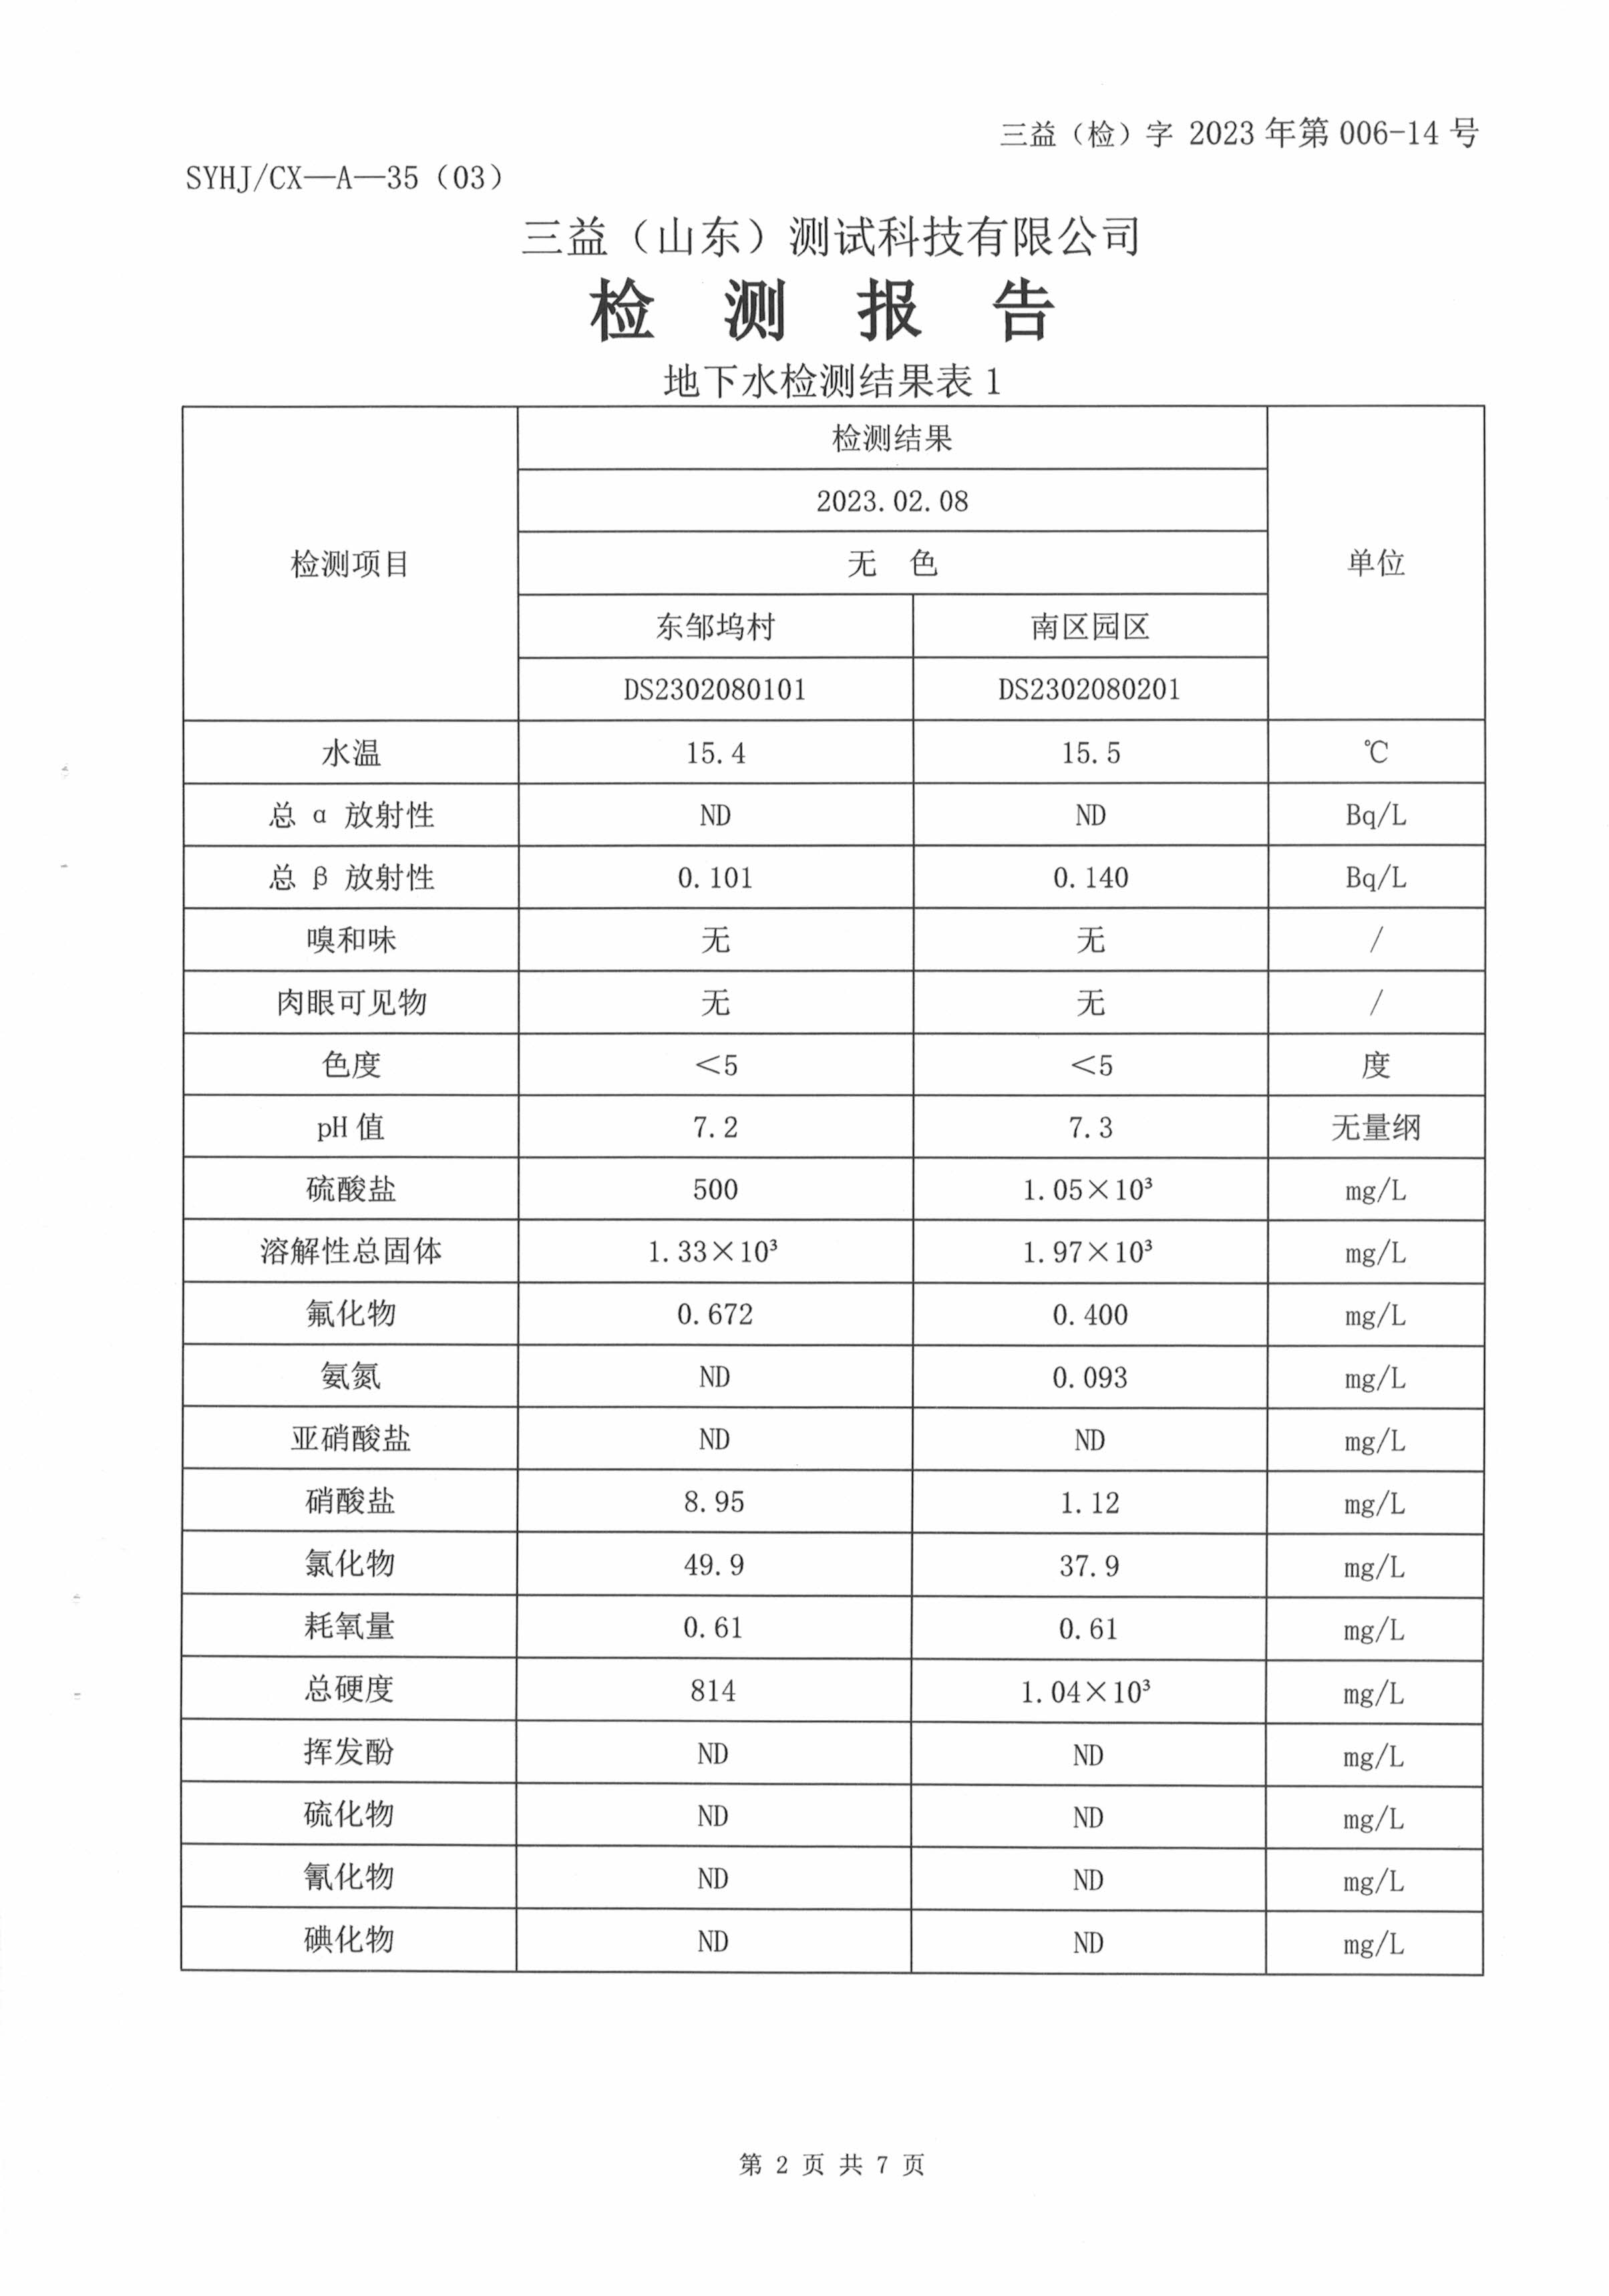 三益（检）字 2023 年第 006-14 号
SYHJ/CX—A—35（03）
三益（山东）测试科技有限公司
检 测 报 告
地下水检测结果表 1
检测项目 检测结果 单位
2023.02.08
无 色
东邹坞村 南区园区
DS2302080101 DS2302080201
水温 15.4 15.5 ℃
总 α 放射性 ND ND Bq/L
总 β 放射性 0.101 0.140 Bq/L
嗅和味 无 无 /
肉眼可见物 无 无 /
色度 <5 <5 度
pH 值 7.2 7.3 无量纲
硫酸盐 500 1.05×10³ mg/L
溶解性总固体 1.33×10³ 1.97×10³ mg/L
氟化物 0.672 0.400 mg/L
氨氮 ND 0.093 mg/L
亚硝酸盐 ND ND mg/L
硝酸盐 8.95 1.12 mg/L
氯化物 49.9 37.9 mg/L
耗氧量 0.61 0.61 mg/L
总硬度 814 1.04×10³ mg/L
挥发酚 ND ND mg/L
硫化物 ND ND mg/L
氰化物 ND ND mg/L
碘化物 ND ND mg/L
第 2 页 共 7 页